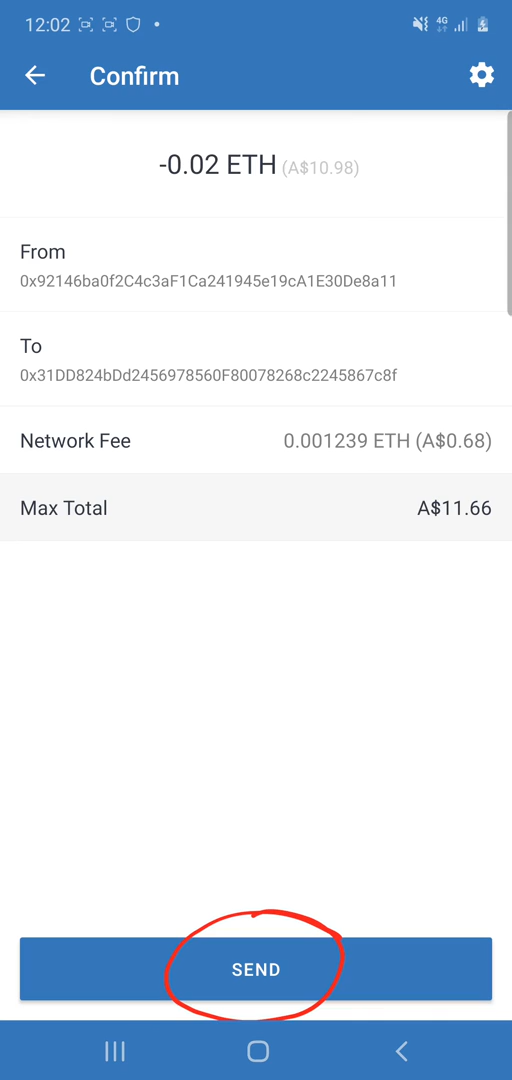 12:02
4G
Confirm
-0.02 ETH (A$10.98)
From
0x92146ba0f2C4c3aF1Ca241945e19cA1E30De8a11
To
0x31DD824bDd2456978560F80078268c2245867c8f
Network Fee 0.001239 ETH (A$0.68)
Max Total A$11.66
SEND